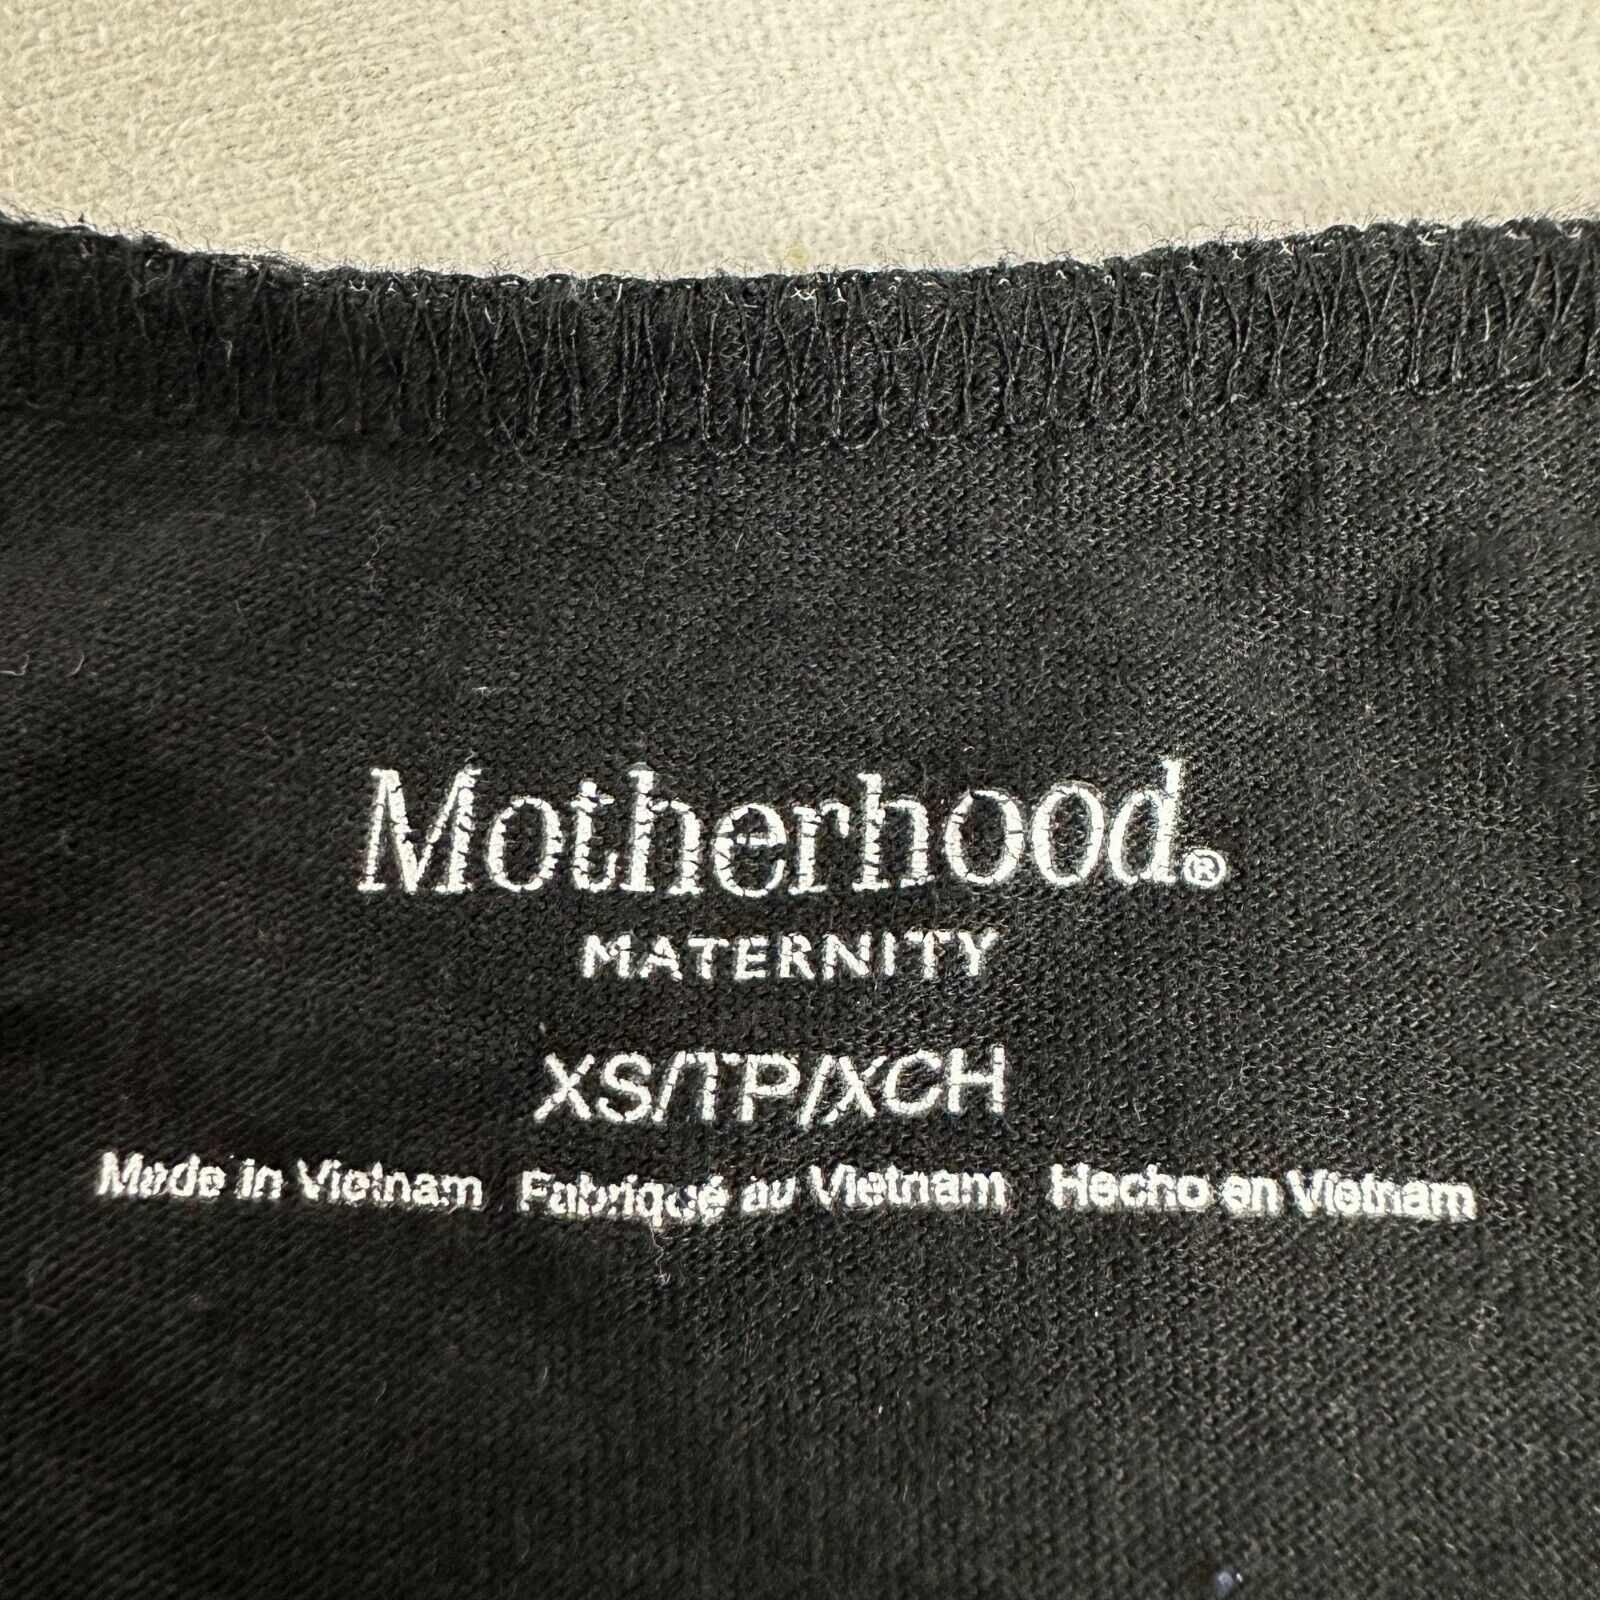 Motherhood®
MATERNITY
XS/TP/XCH
Made in Vietnam Fabriqué au Vietnam Hecho en Vietnam